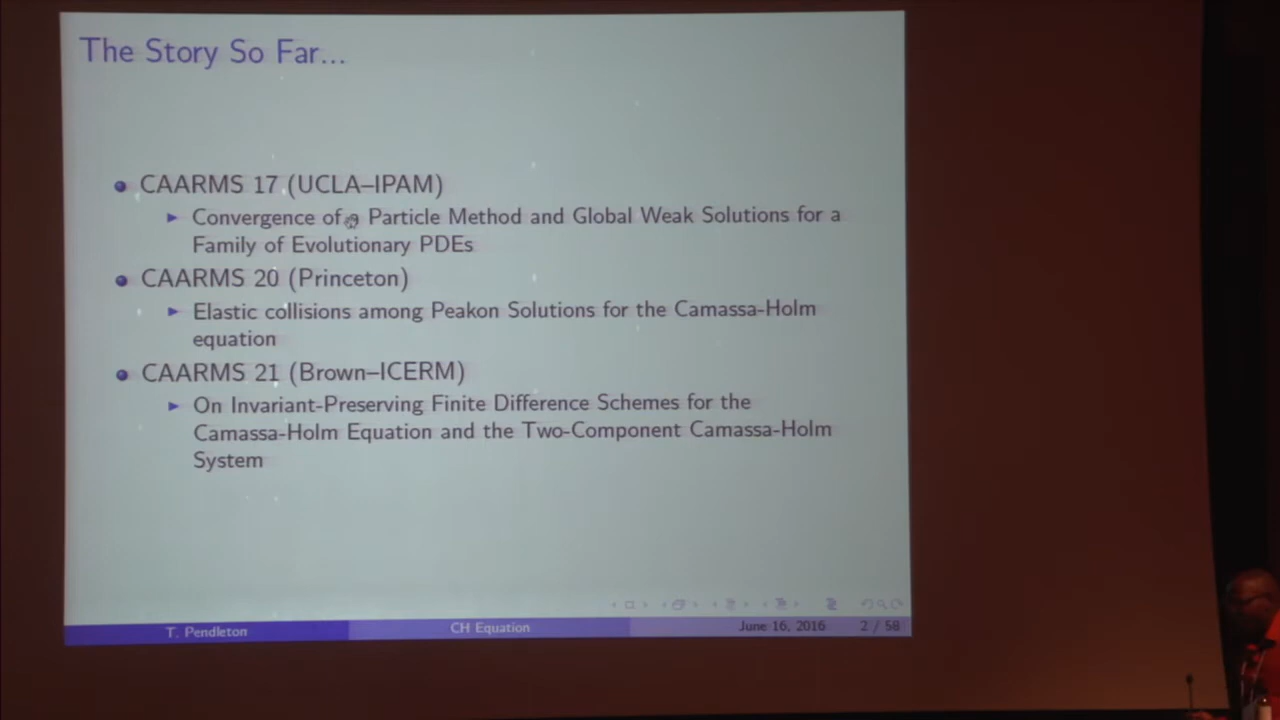 The Story So Far...
CAARMS 17 (UCLA–IPAM)
Convergence of a Particle Method and Global Weak Solutions for a
Family of Evolutionary PDEs
CAARMS 20 (Princeton)
Elastic collisions among Peakon Solutions for the Camassa-Holm
equation
CAARMS 21 (Brown–ICERM)
On Invariant-Preserving Finite Difference Schemes for the
Camassa-Holm Equation and the Two-Component Camassa-Holm
System
T. Pendleton CH Equation June 16, 2016 2 / 58